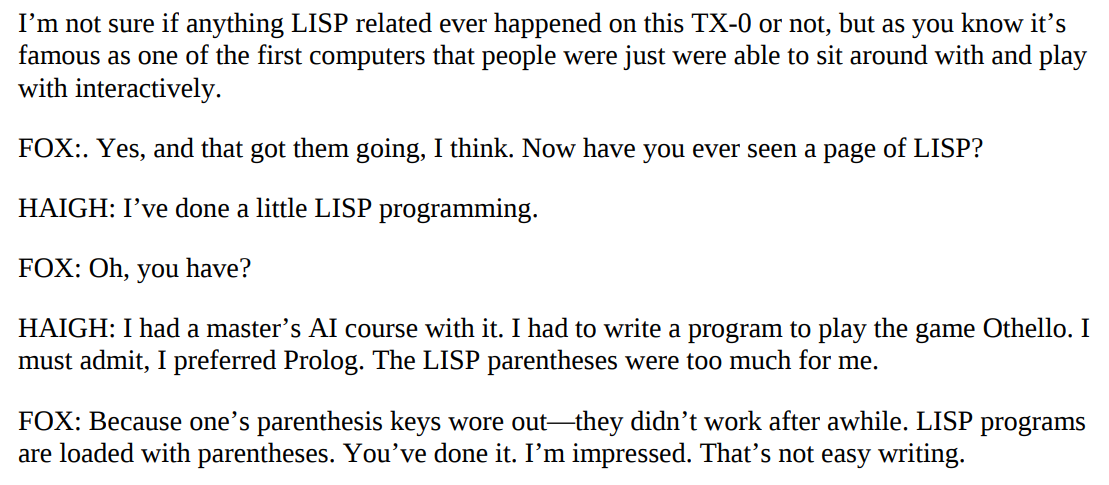 I’m not sure if anything LISP related ever happened on this TX-0 or not, but as you know it’s
famous as one of the first computers that people were just were able to sit around with and play
with interactively.
FOX:. Yes, and that got them going, I think. Now have you ever seen a page of LISP?
HAIGH: I’ve done a little LISP programming.
FOX: Oh, you have?
HAIGH: I had a master’s AI course with it. I had to write a program to play the game Othello. I
must admit, I preferred Prolog. The LISP parentheses were too much for me.
FOX: Because one’s parenthesis keys wore out—they didn’t work after awhile. LISP programs
are loaded with parentheses. You’ve done it. I’m impressed. That’s not easy writing.